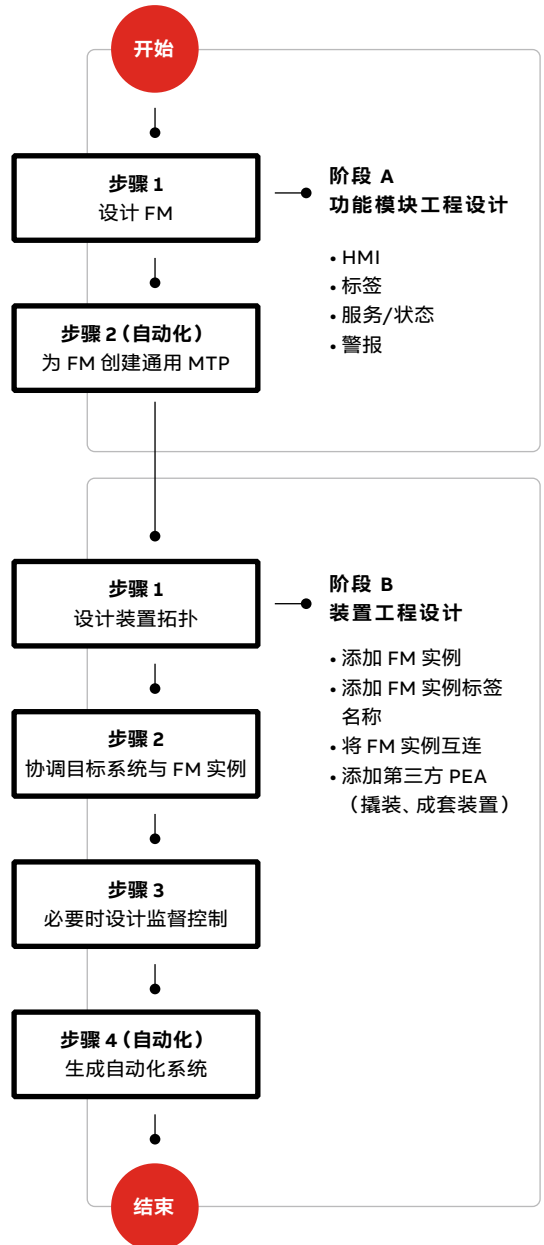 开始
步骤 1
设计 FM
阶段 A
功能模块工程设计
• HMI
• 标签
• 服务/状态
• 警报
步骤 2（自动化）
为 FM 创建通用 MTP
步骤 1
设计装置拓扑
阶段 B
装置工程设计
• 添加 FM 实例
• 添加 FM 实例标签
名称
• 将 FM 实例互连
• 添加第三方 PEA
（撬装、成套装置）
步骤 2
协调目标系统与 FM 实例
步骤 3
必要时设计监督控制
步骤 4（自动化）
生成自动化系统
结束